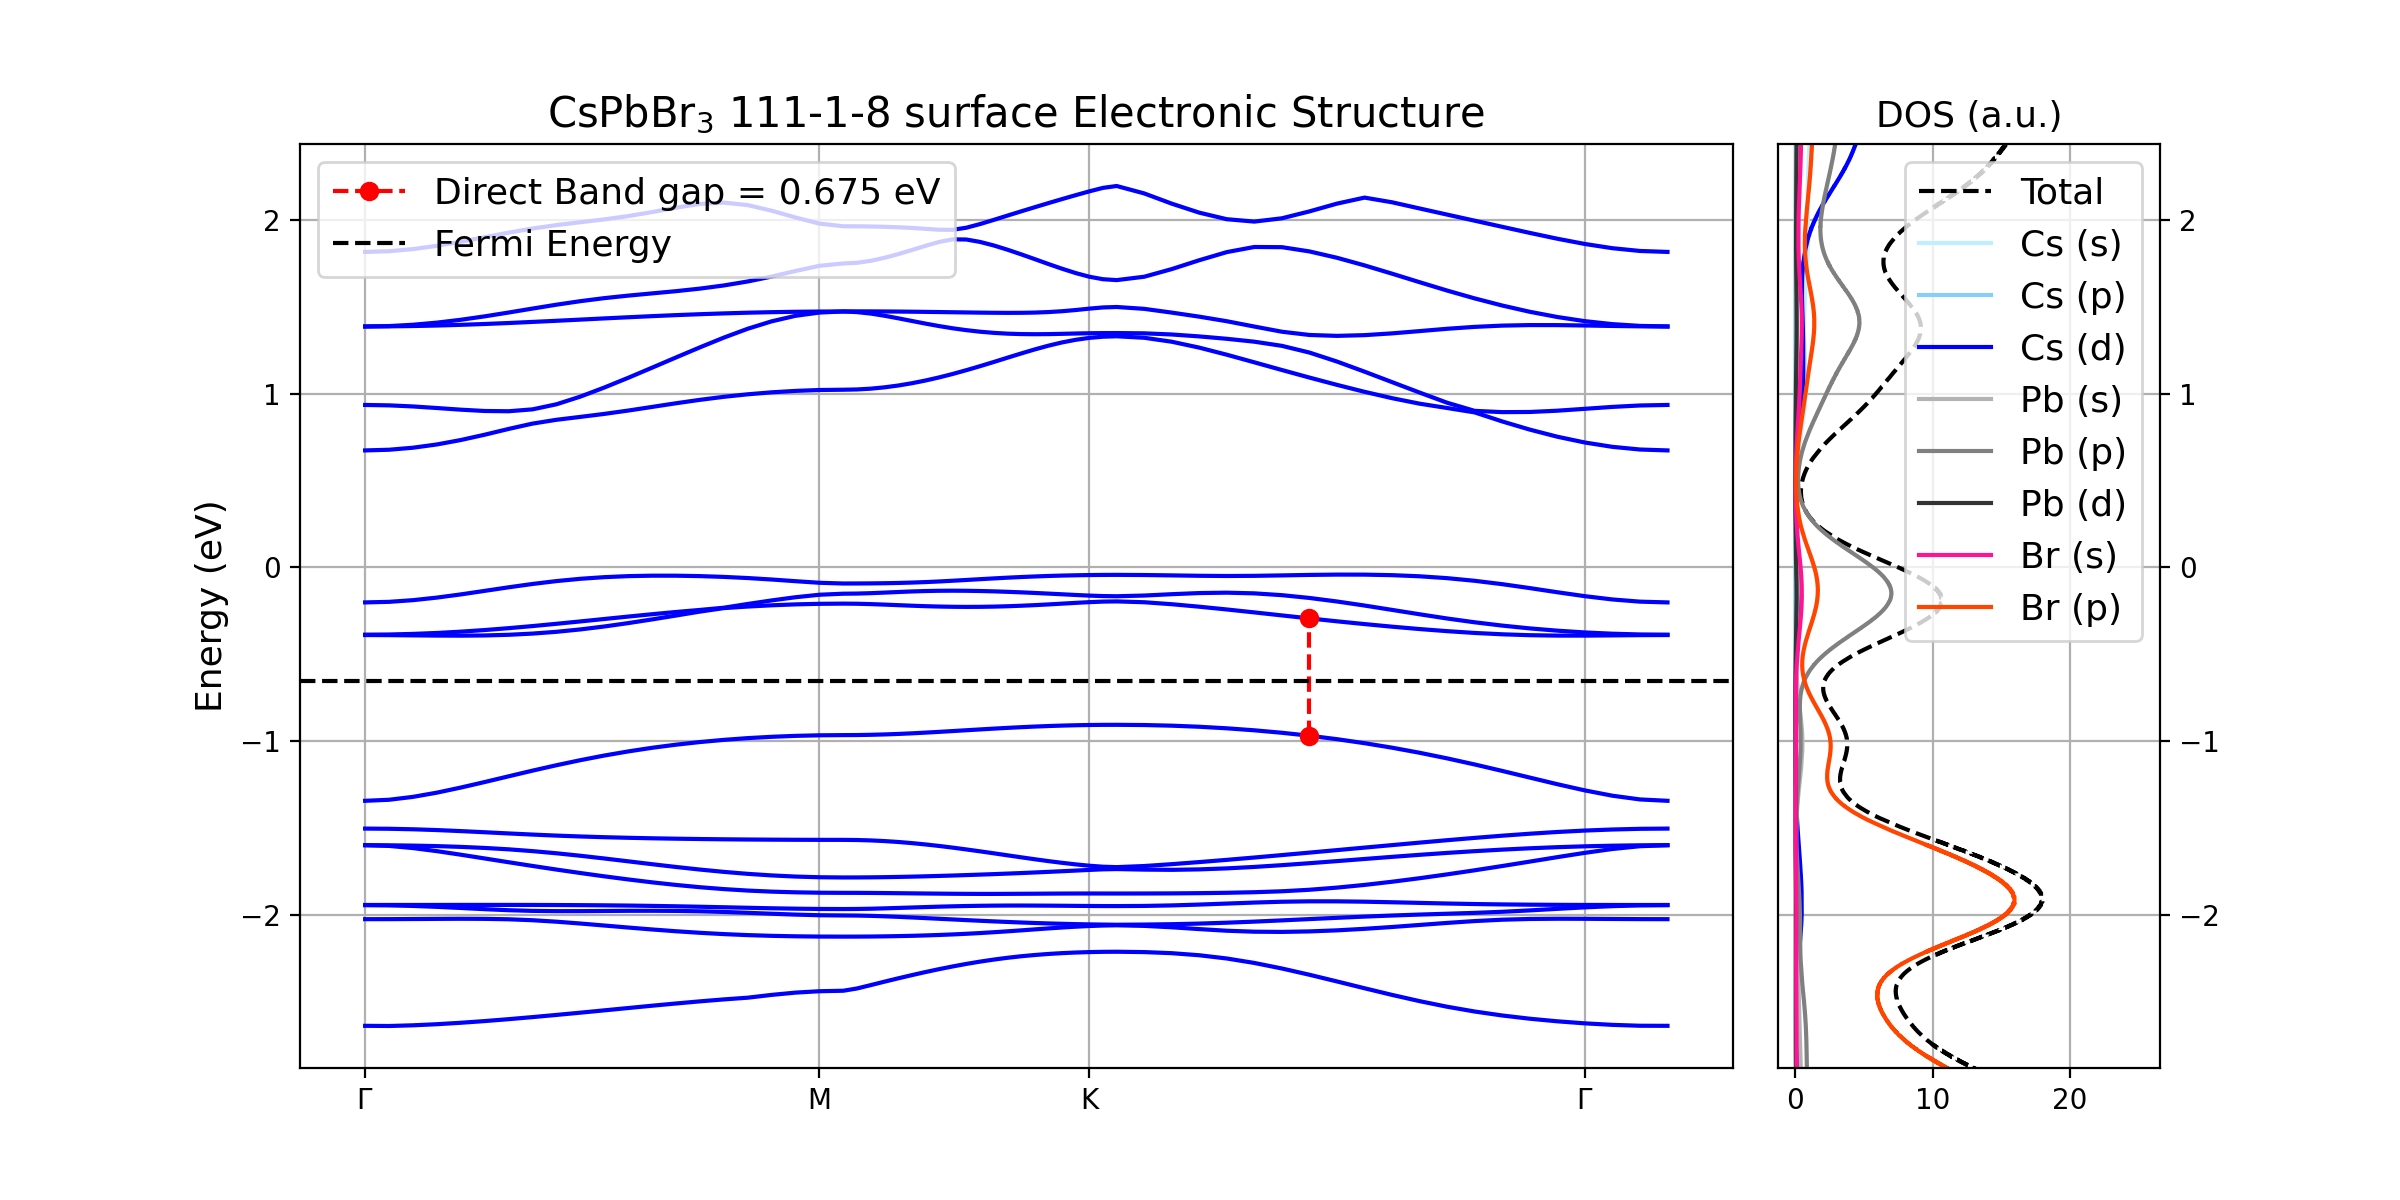 CsPbBr₃ 111-1-8 surface Electronic Structure
DOS (a.u.)
Direct Band gap = 0.675 eV
Fermi Energy
Energy (eV)
2
1
0
−1
−2
Γ M K Γ
Total
Cs (s)
Cs (p)
Cs (d)
Pb (s)
Pb (p)
Pb (d)
Br (s)
Br (p)
2
1
0
−1
−2
0 10 20